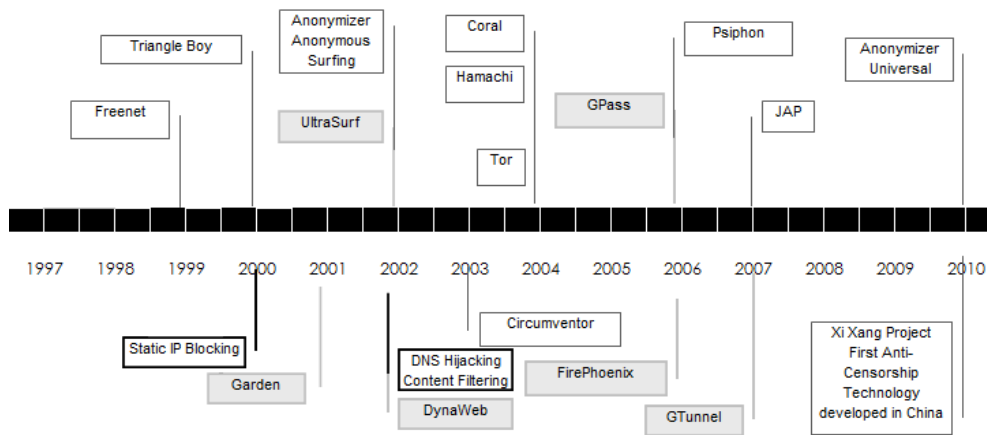 Triangle Boy
Freenet
Anonymizer
Anonymous
Surfing
UltraSurf
Coral
Hamachi
Tor
GPass
Psiphon
JAP
Anonymizer
Universal
1997 1998 1999 2000 2001 2002 2003 2004 2005 2006 2007 2008 2009 2010
Static IP Blocking
Garden
DNS Hijacking
Content Filtering
DynaWeb
Circumventor
FirePhoenix
GTunnel
Xi Xang Project
First Anti-
Censorship
Technology
developed in China